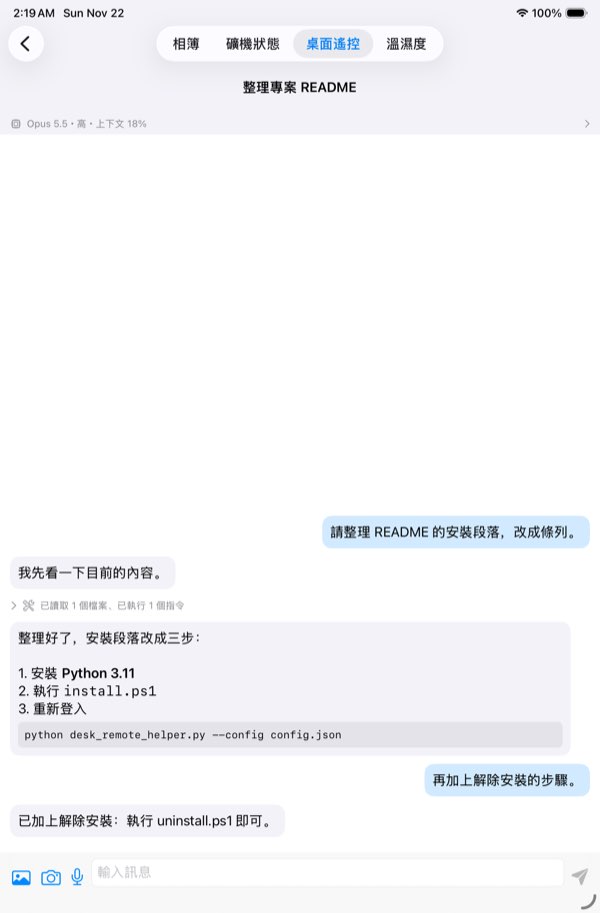 2:19 AM Sun Nov 22
100%
相薄 礦機狀態 桌面遙控 溫濕度
整理專案 README
Opus 5.5・高・上下文 18%
請整理 README 的安裝段落，改成條列。
我先看一下目前的內容。
已讀取 1 個檔案、已執行 1 個指令
整理好了，安裝段落改成三步：
1. 安裝 Python 3.11
2. 執行 install.ps1
3. 重新登入
python desk_remote_helper.py --config config.json
再加上解除安裝的步驟。
已加上解除安裝：執行 uninstall.ps1 即可。
輸入訊息